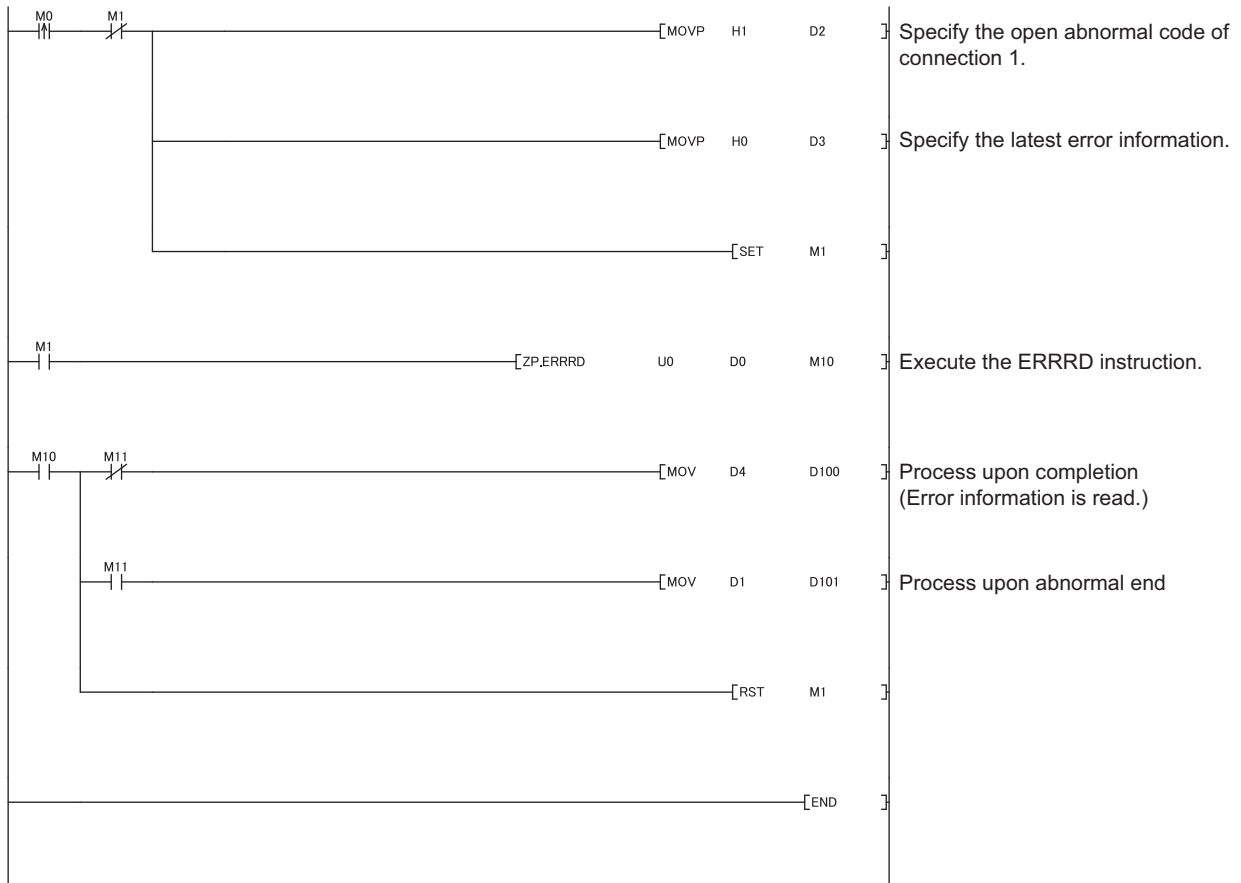 M0 M1
MOVP H1 D2 Specify the open abnormal code of
connection 1.
MOVP H0 D3 Specify the latest error information.
SET M1
M1
ZP.ERRRD U0 D0 M10 Execute the ERRRD instruction.
M10 M11
MOV D4 D100 Process upon completion
(Error information is read.)
M11
MOV D1 D101 Process upon abnormal end
RST M1
END